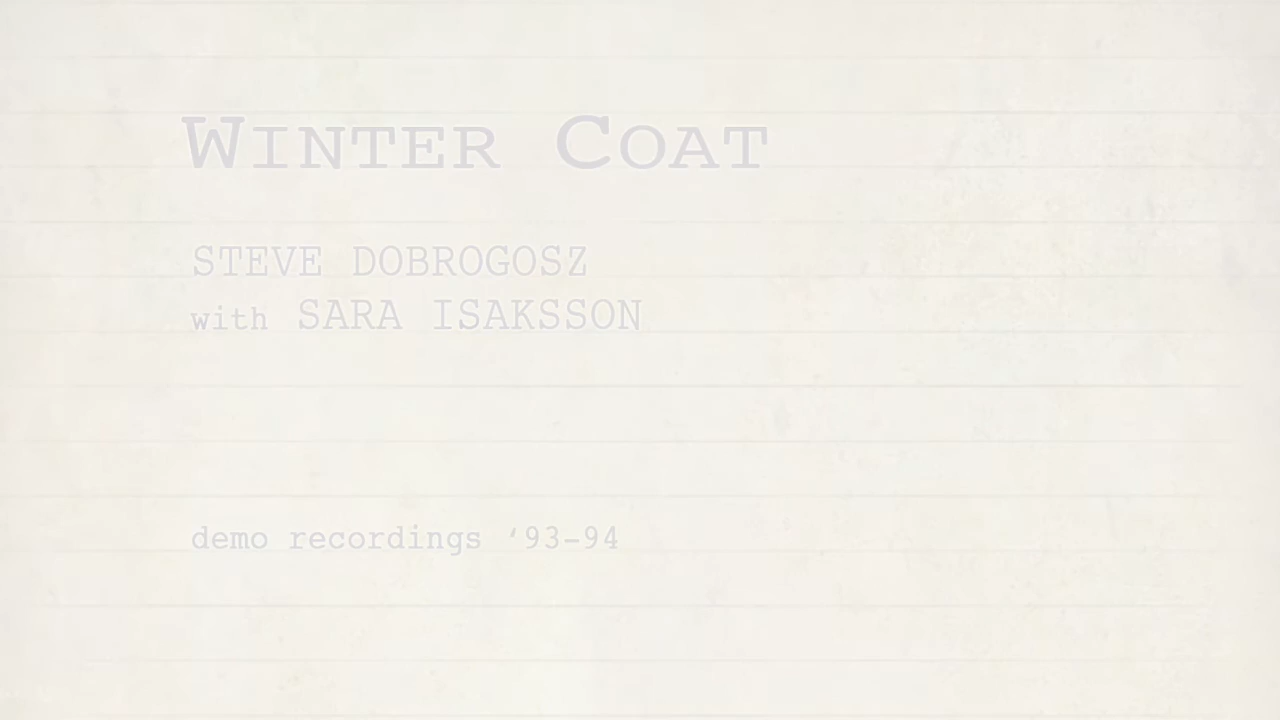 WINTER COAT
STEVE DOBROGOSZ
with SARA ISAKSSON
demo recordings ‘93-94